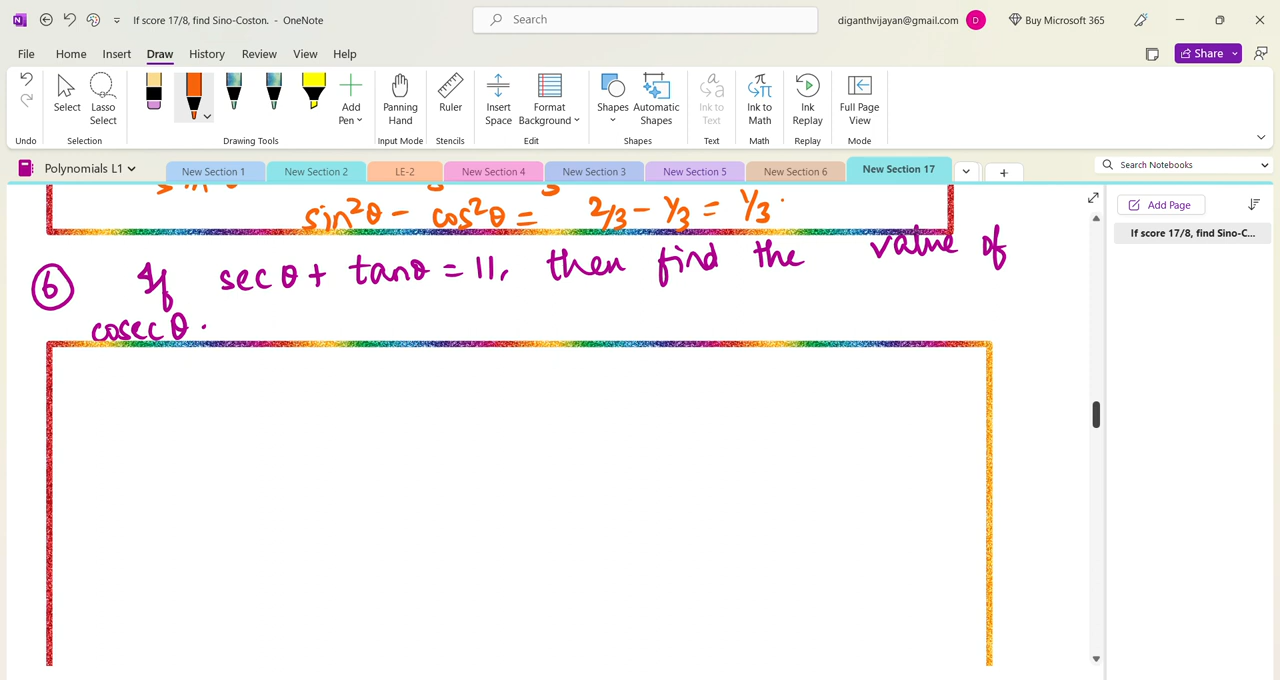 If score 17/8, find Sino-Coston. - OneNote
Search
diganthvijayan@gmail.com
D
Buy Microsoft 365
File Home Insert Draw History Review View Help
Share
Undo
Select
Lasso Select
Add Pen
Panning Hand
Ruler
Insert Space
Format Background
Shapes
Automatic Shapes
Ink to Text
Ink to Math
Ink Replay
Full Page View
Selection
Drawing Tools
Input Mode
Stencils
Edit
Shapes
Text
Math
Replay
Mode
Polynomials L1
New Section 1
New Section 2
LE-2
New Section 4
New Section 3
New Section 5
New Section 6
New Section 17
Search Notebooks
Add Page
If score 17/8, find Sino-C...
sin²θ - cos²θ = 2/3 - 1/3 = 1/3.
6 If secθ + tanθ = 11, then find the value of
cosec θ.